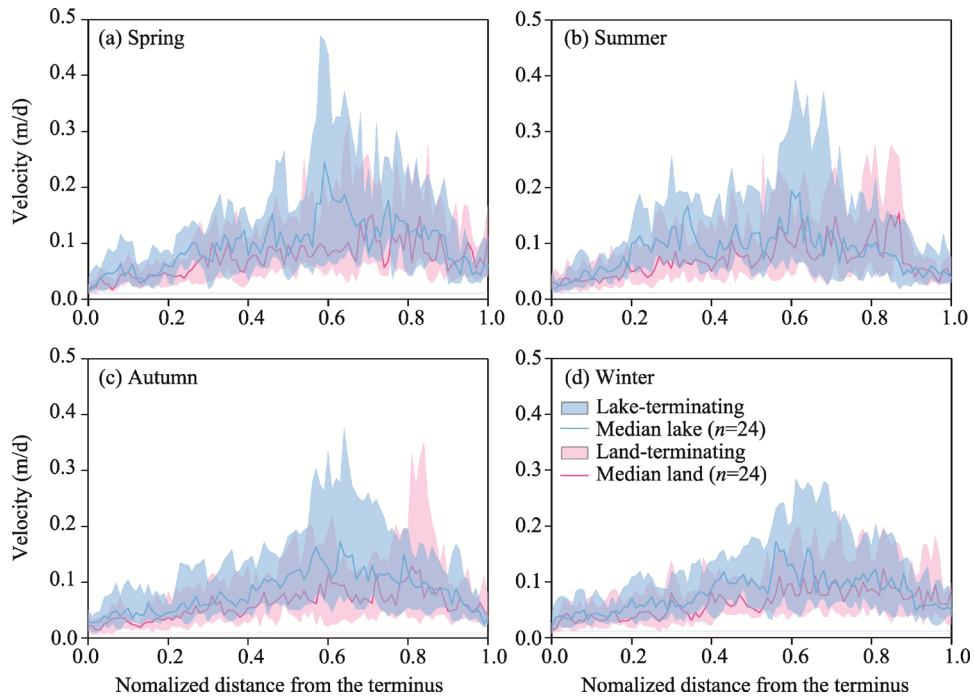 (a) Spring
(b) Summer
0.5
0.4
0.3
0.2
0.1
0.0
Velocity (m/d)
0.0 0.2 0.4 0.6 0.8 1.0
0.5
0.4
0.3
0.2
0.1
0.0
0.0 0.2 0.4 0.6 0.8 1.0
(c) Autumn
(d) Winter
Lake-terminating
Median lake (n=24)
Land-terminating
Median land (n=24)
0.5
0.4
0.3
0.2
0.1
0.0
Velocity (m/d)
0.0 0.2 0.4 0.6 0.8 1.0
Nomalized distance from the terminus
0.5
0.4
0.3
0.2
0.1
0.0
0.0 0.2 0.4 0.6 0.8 1.0
Nomalized distance from the terminus